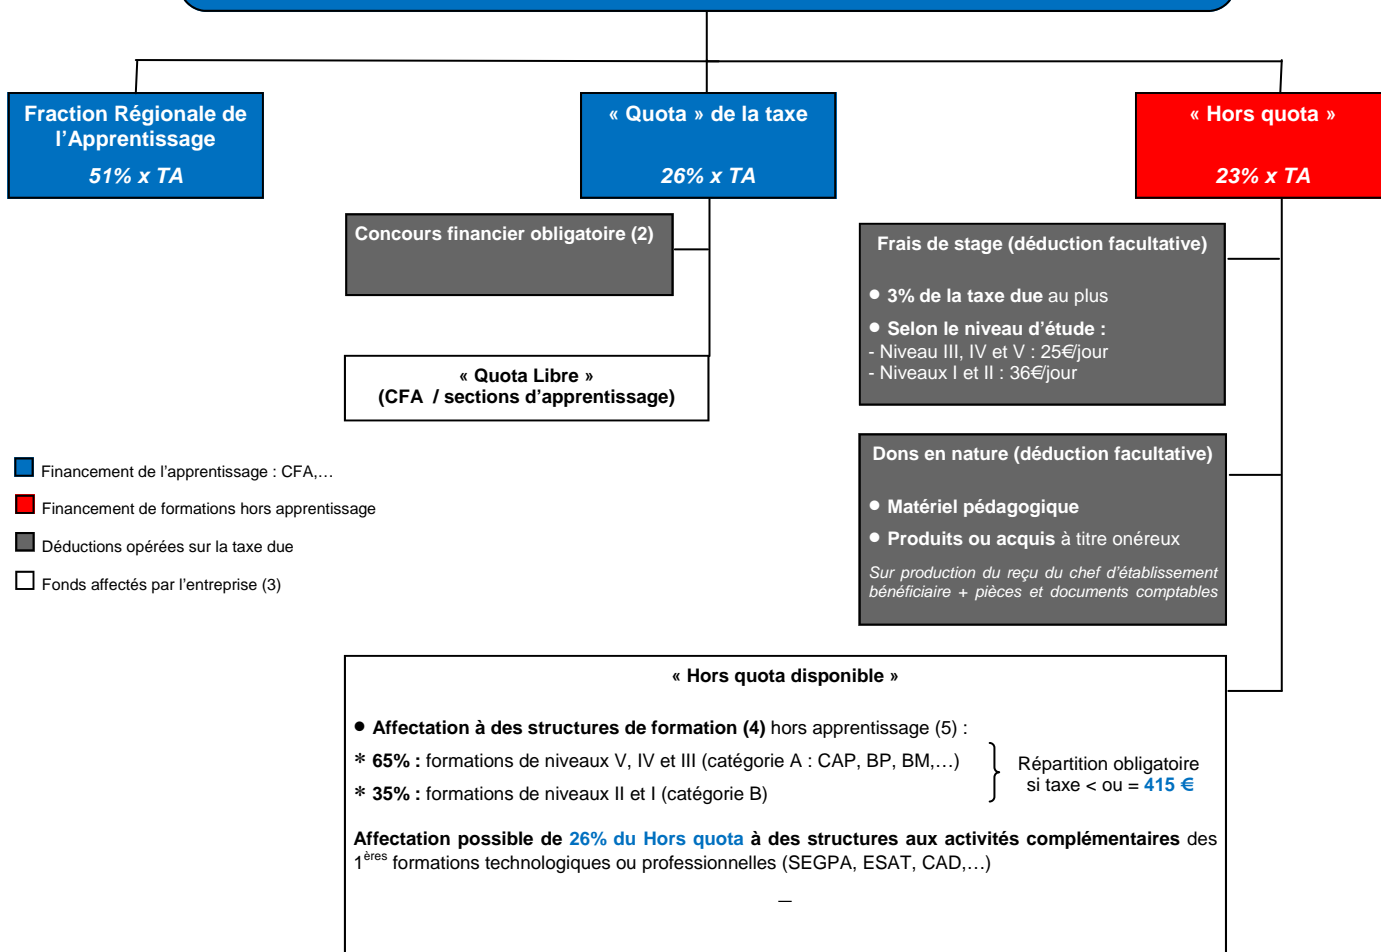 Fraction Régionale de
l’Apprentissage
51% x TA
« Quota » de la taxe
26% x TA
« Hors quota »
23% x TA
Concours financier obligatoire (2)
« Quota Libre »
(CFA / sections d’apprentissage)
Frais de stage (déduction facultative)
● 3% de la taxe due au plus
● Selon le niveau d’étude :
- Niveau III, IV et V : 25€/jour
- Niveaux I et II : 36€/jour
Dons en nature (déduction facultative)
● Matériel pédagogique
● Produits ou acquis à titre onéreux
Sur production du reçu du chef d’établissement
bénéficiaire + pièces et documents comptables
Financement de l’apprentissage : CFA,…
Financement de formations hors apprentissage
Déductions opérées sur la taxe due
Fonds affectés par l’entreprise (3)
« Hors quota disponible »
● Affectation à des structures de formation (4) hors apprentissage (5) :
* 65% : formations de niveaux V, IV et III (catégorie A : CAP, BP, BM,…)
* 35% : formations de niveaux II et I (catégorie B)
Répartition obligatoire
si taxe < ou = 415 €
Affectation possible de 26% du Hors quota à des structures aux activités complémentaires des
1ères formations technologiques ou professionnelles (SEGPA, ESAT, CAD,…)
_